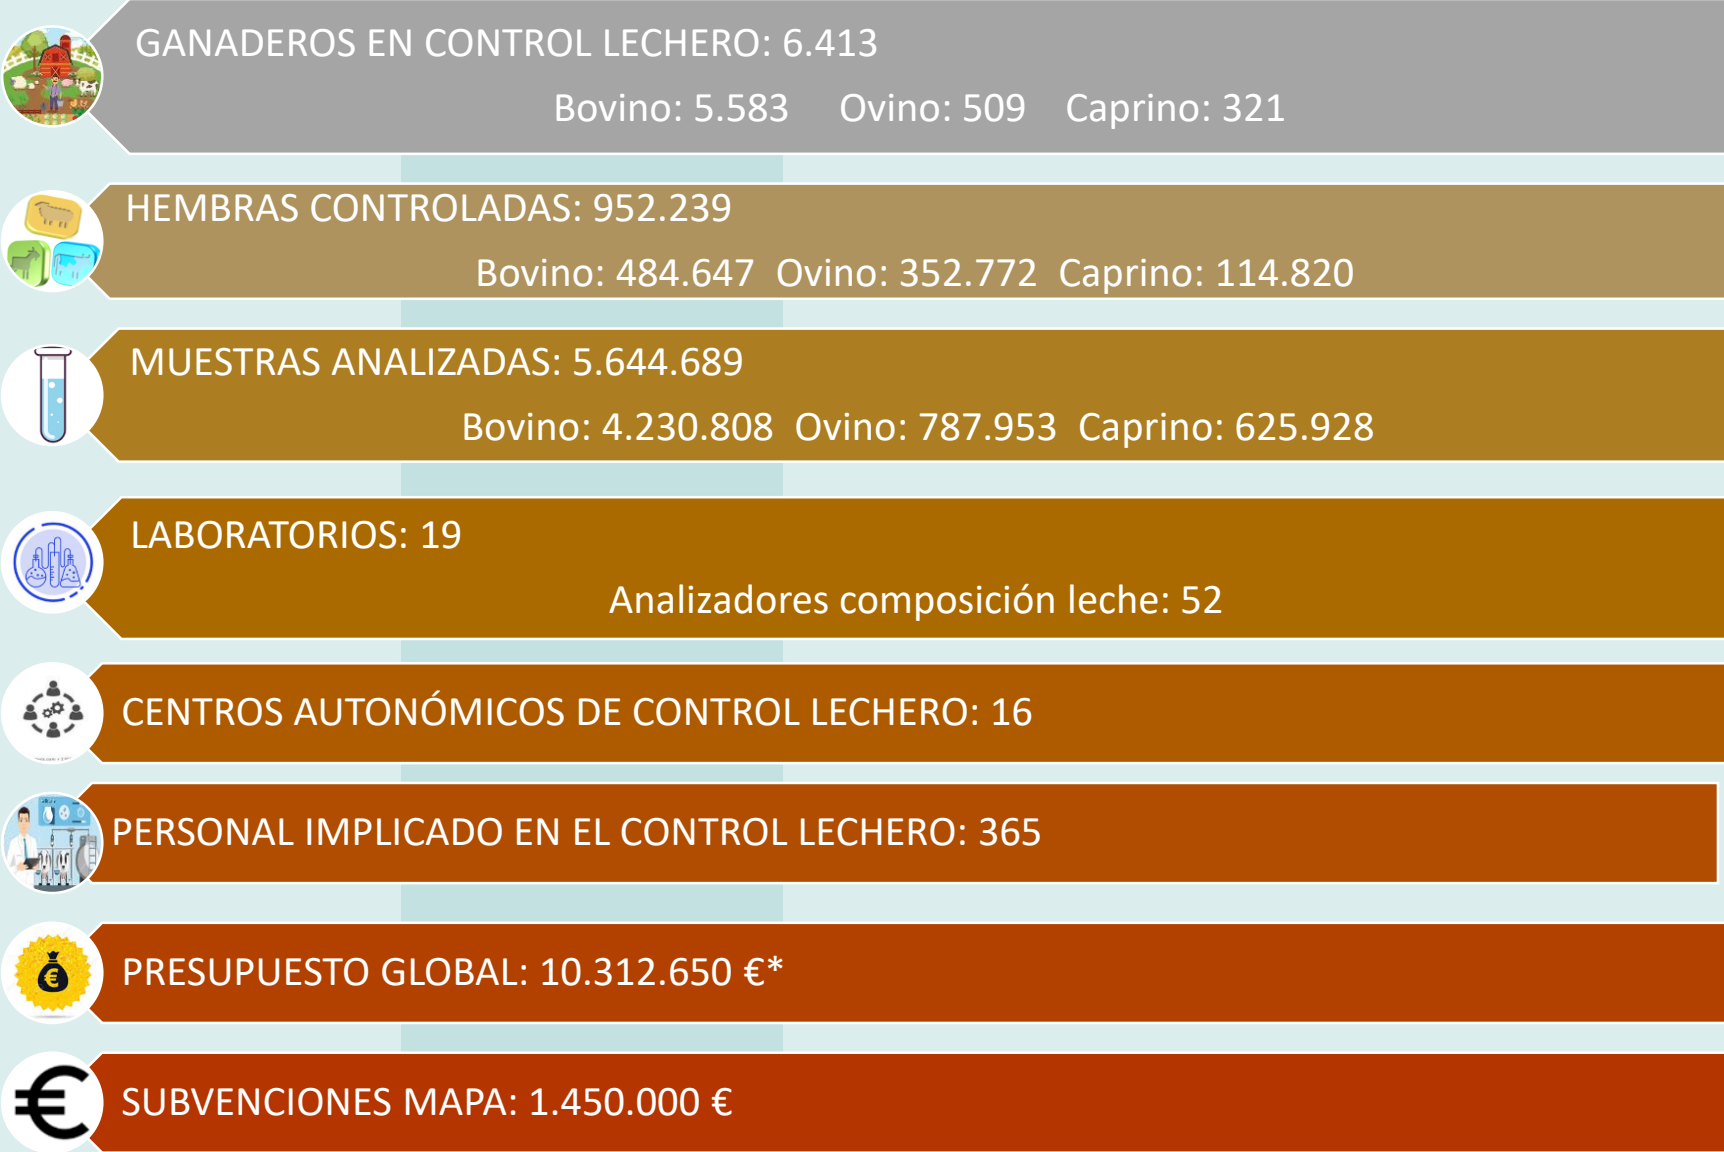 GANADEROS EN CONTROL LECHERO: 6.413
Bovino: 5.583 Ovino: 509 Caprino: 321
HEMBRAS CONTROLADAS: 952.239
Bovino: 484.647 Ovino: 352.772 Caprino: 114.820
MUESTRAS ANALIZADAS: 5.644.689
Bovino: 4.230.808 Ovino: 787.953 Caprino: 625.928
LABORATORIOS: 19
Analizadores composición leche: 52
CENTROS AUTONÓMICOS DE CONTROL LECHERO: 16
PERSONAL IMPLICADO EN EL CONTROL LECHERO: 365
PRESUPUESTO GLOBAL: 10.312.650 €*
SUBVENCIONES MAPA: 1.450.000 €